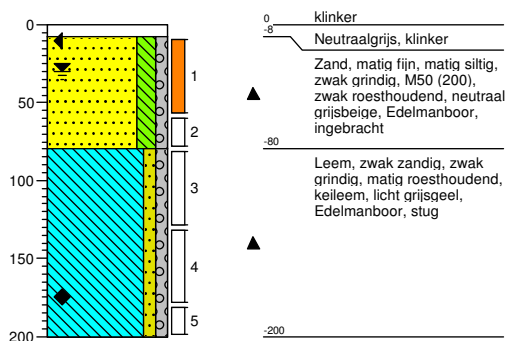 0
50
100
150
200
1
2
3
4
5
0
klinker
-8
Neutraalgrijs, klinker
Zand, matig fijn, matig siltig,
zwak grindig, M50 (200),
zwak roesthoudend, neutraal
grijsbeige, Edelmanboor,
ingebracht
-80
Leem, zwak zandig, zwak
grindig, matig roesthoudend,
keileem, licht grijsgeel,
Edelmanboor, stug
-200